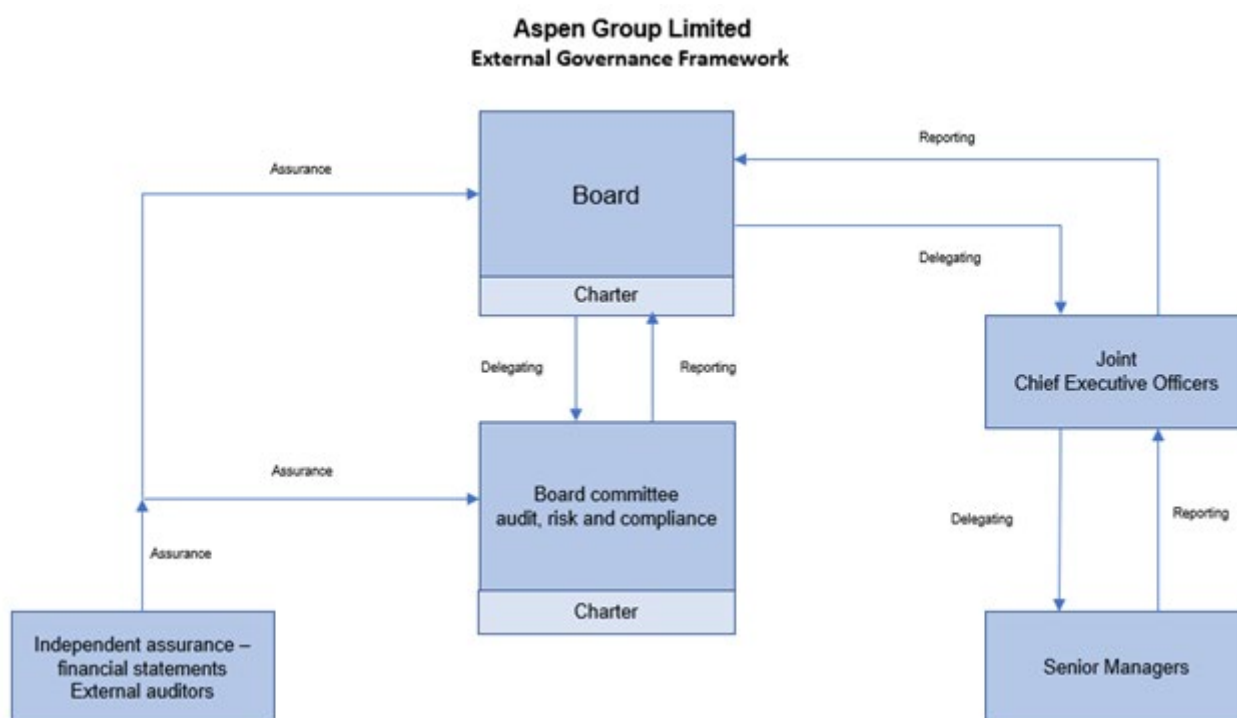 Aspen Group Limited
External Governance Framework
Reporting
Assurance
Board
Delegating
Charter
Delegating
Reporting
Joint
Chief Executive Officers
Assurance
Board committee
audit, risk and compliance
Delegating
Reporting
Assurance
Charter
Independent assurance –
financial statements
External auditors
Senior Managers